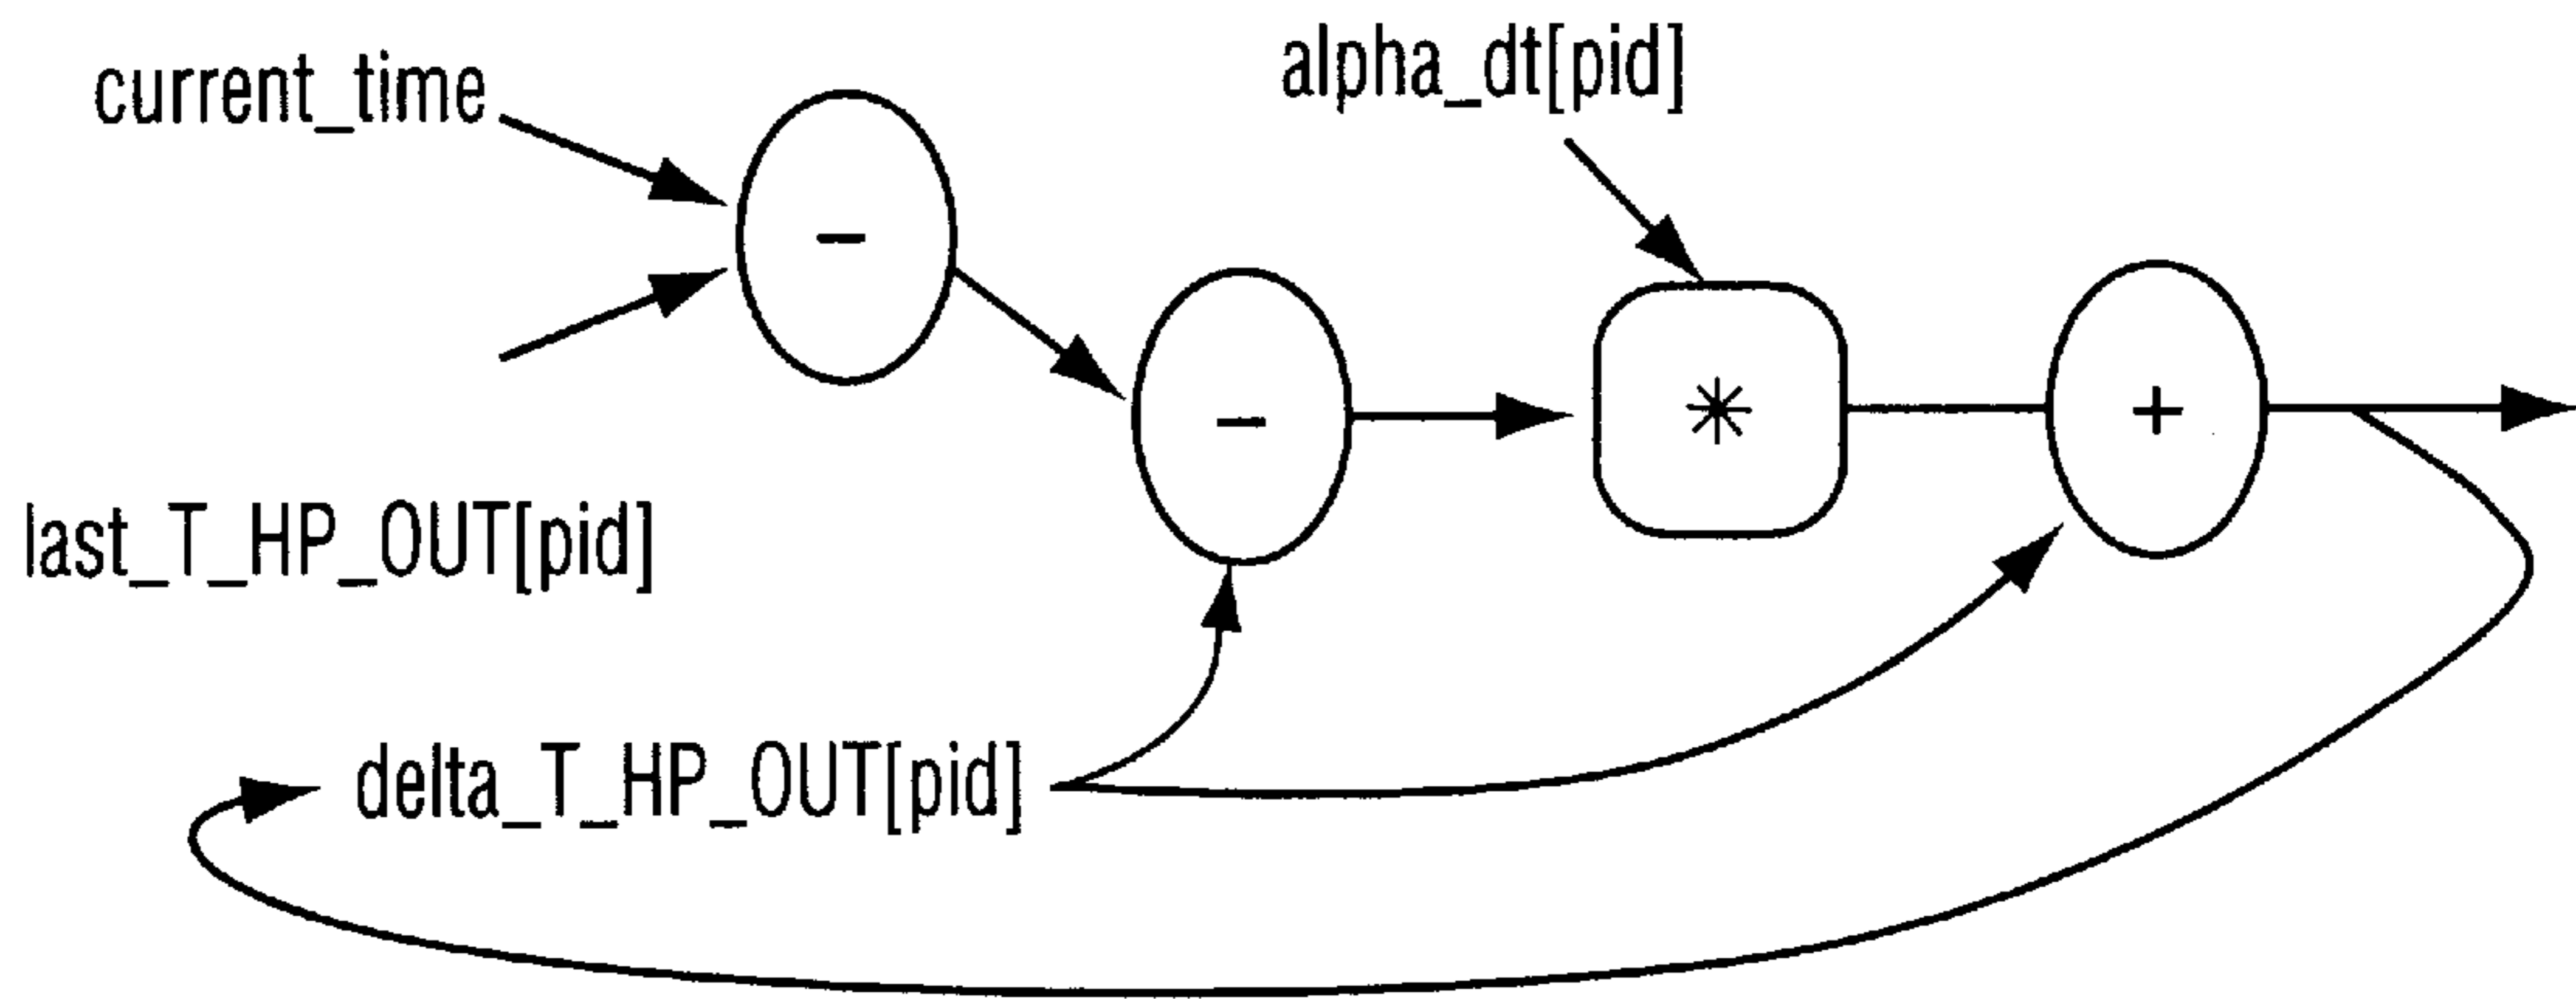 current_time
alpha_dt[pid]
−
−
*
+
last_T_HP_OUT[pid]
delta_T_HP_OUT[pid]